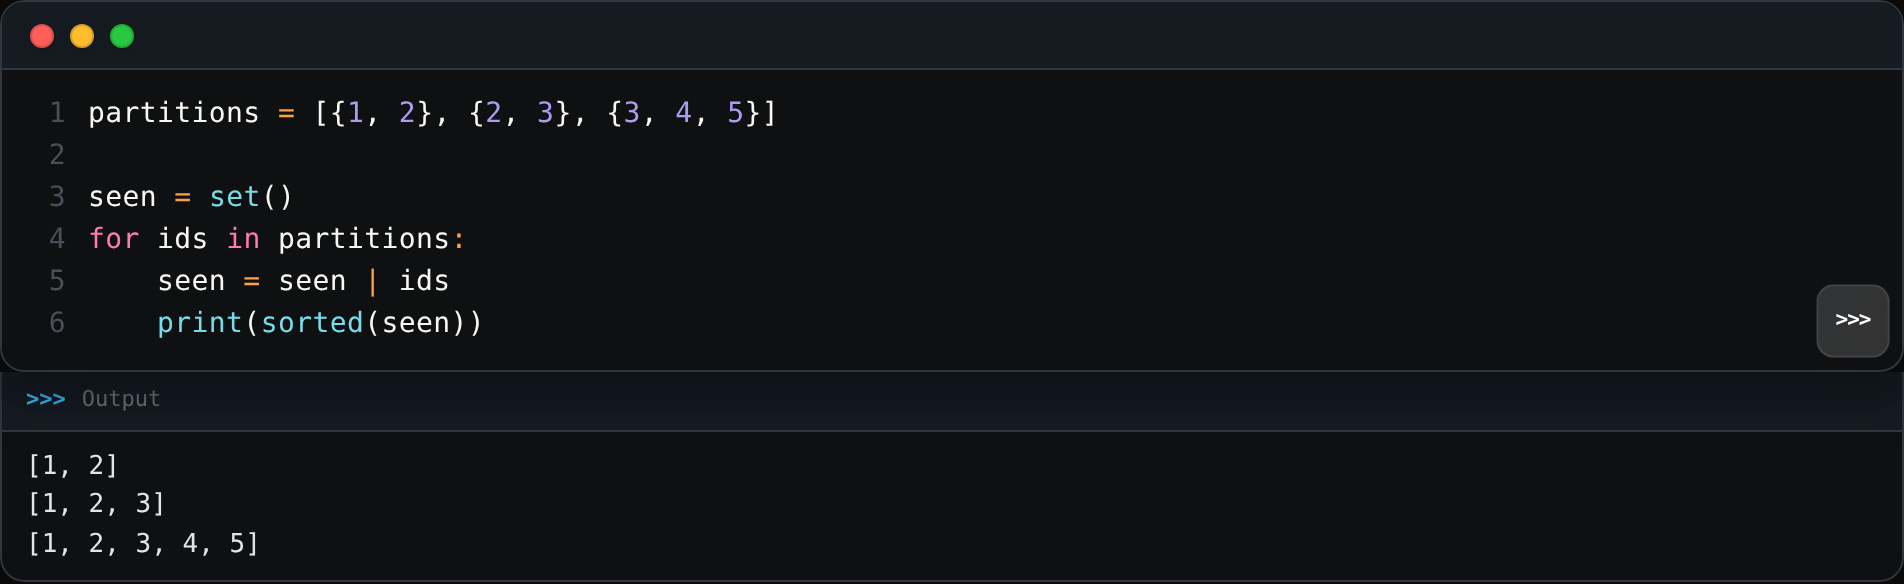 1 partitions = [{1, 2}, {2, 3}, {3, 4, 5}]
2
3 seen = set()
4 for ids in partitions:
5     seen = seen | ids
6     print(sorted(seen))
>>>
>>> Output
[1, 2]
[1, 2, 3]
[1, 2, 3, 4, 5]